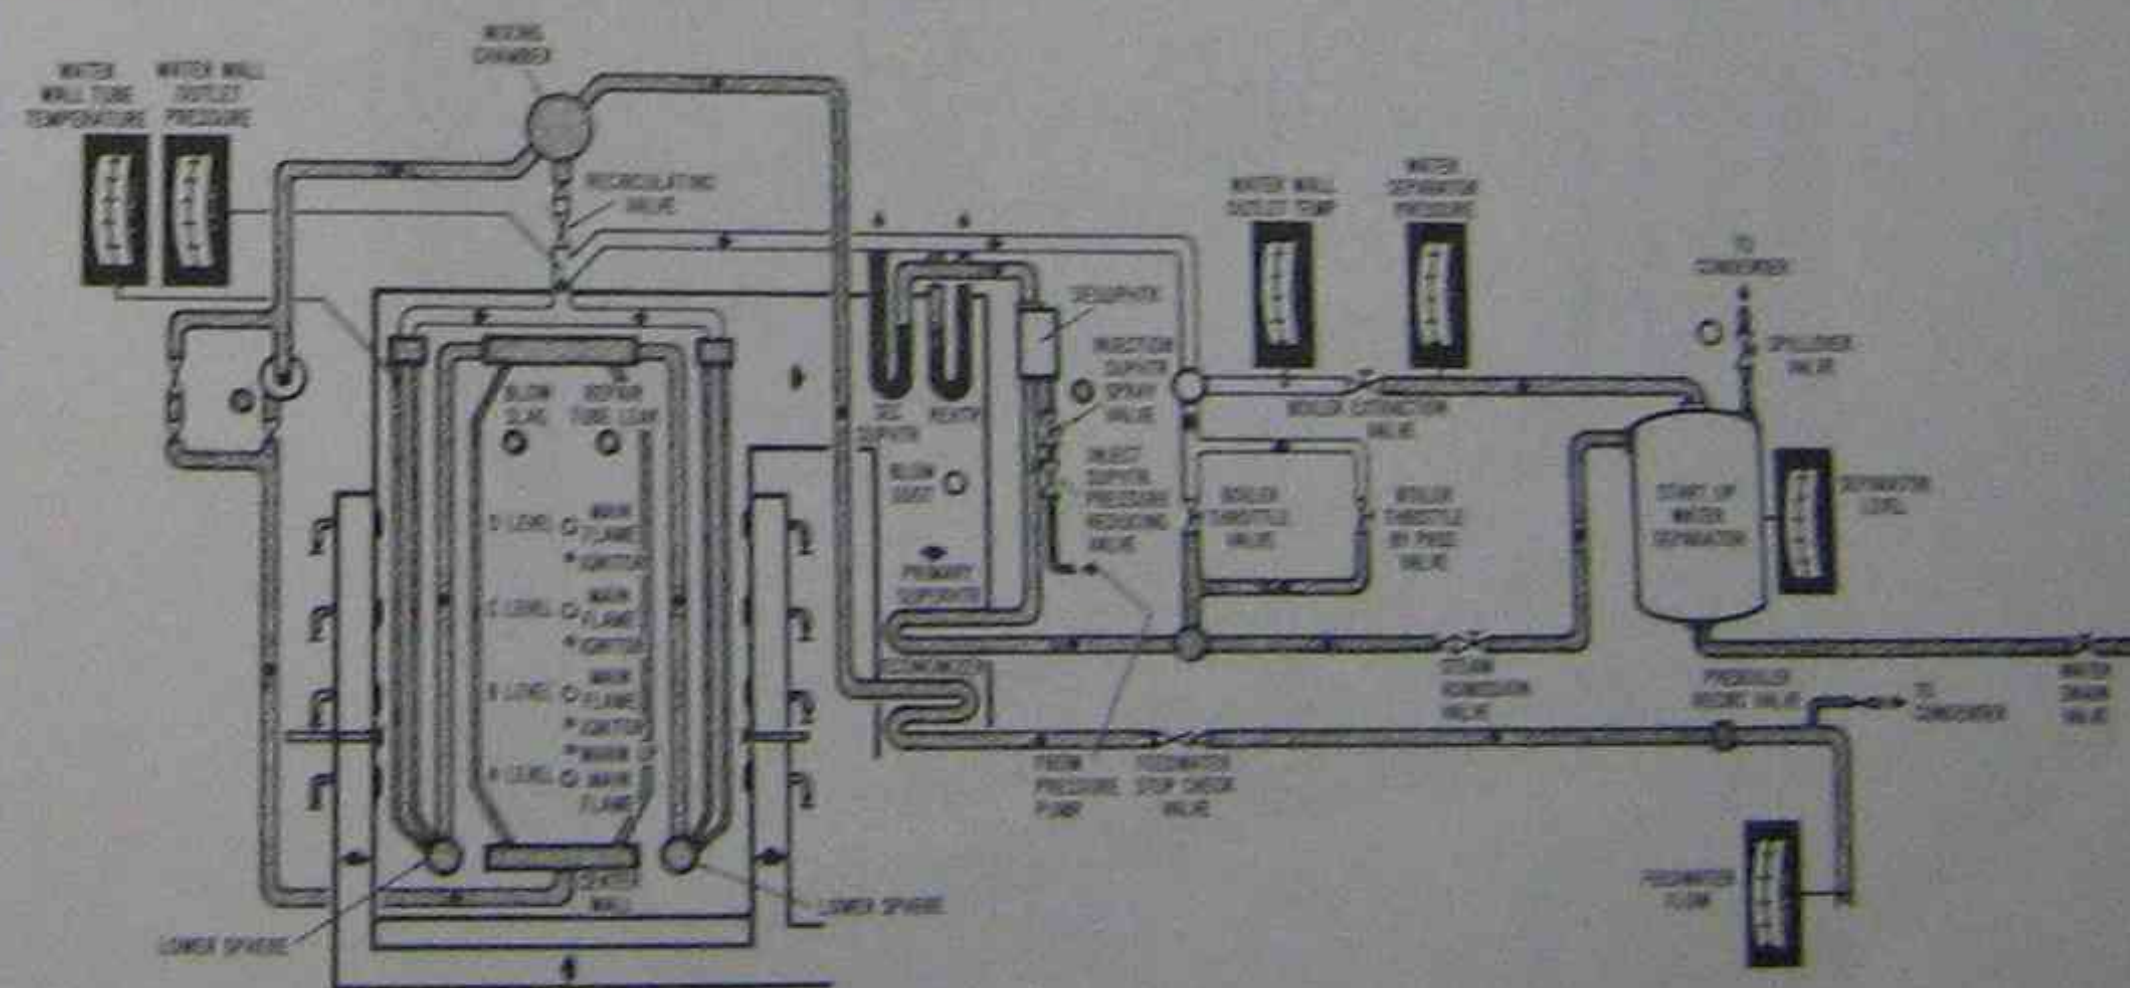 MIXING
CHAMBER
WATER
WALL TUBE
TEMPERATURE
WATER WALL
OUTLET
PRESSURE
RECIRCULATING
VALVE
WATER WALL
OUTLET TEMP
WATER
SEPARATOR
PRESSURE
TO
CONDENSER
SPILLOVER
VALVE
DESUPHTR
INJECTION
SUPHTR
SPRAY
VALVE
BLOW
SLAG
REPAIR
TUBE LEAK
SEC
SUPHTR
REHTR
BOILER EXTRACTION
VALVE
INJECT
SUPHTR
PRESSURE
REDUCING
VALVE
BLOW
DUST
BOILER
THROTTLE
VALVE
BOILER
THROTTLE
BY PASS
VALVE
START UP
WATER
SEPARATOR
SEPARATOR
LEVEL
D LEVEL
MAIN
FLAME
IGNITOR
C LEVEL
MAIN
FLAME
IGNITOR
B LEVEL
MAIN
FLAME
IGNITOR
A LEVEL
MAIN
FLAME
PRIMARY
ECONOMIZER
STEAM
ADMISSION
VALVE
PREBOILER
RECIRC VALVE
TO
CONDENSER
WATER
DRAIN
VALVE
FROM
PRESSURE
PUMP
FEEDWATER
STOP CHECK
VALVE
CENTER
WALL
FEEDWATER
FLOW
LOWER SPHERE
LOWER SPHERE